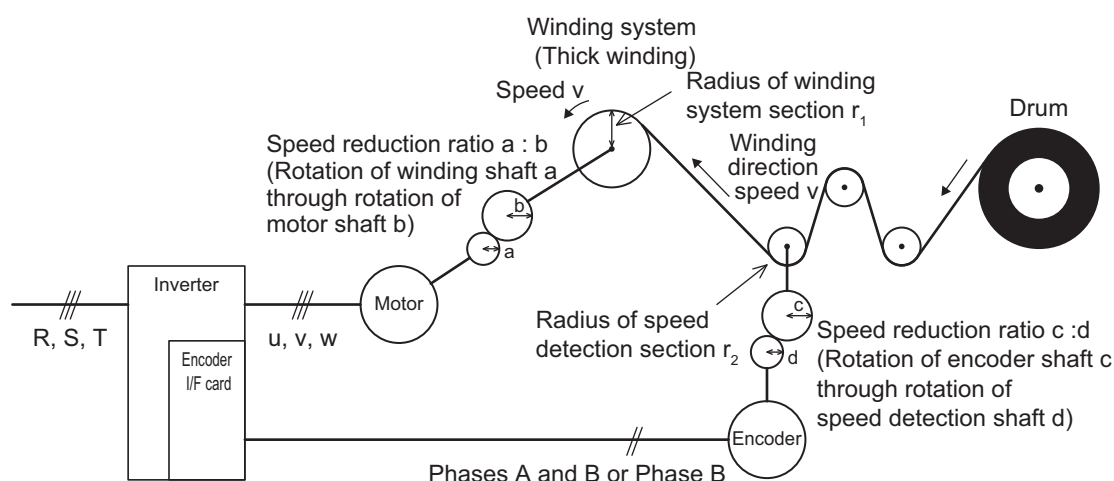 Winding system
(Thick winding)
Speed v
Radius of winding
system section r₁
Drum
Speed reduction ratio a : b
(Rotation of winding shaft a
through rotation of
motor shaft b)
Winding
direction
speed v
b
a
Inverter
Motor
R, S, T
u, v, w
Encoder
I/F card
Radius of speed
detection section r₂
c
d
Speed reduction ratio c :d
(Rotation of encoder shaft c
through rotation of
speed detection shaft d)
Encoder
Phases A and B or Phase B